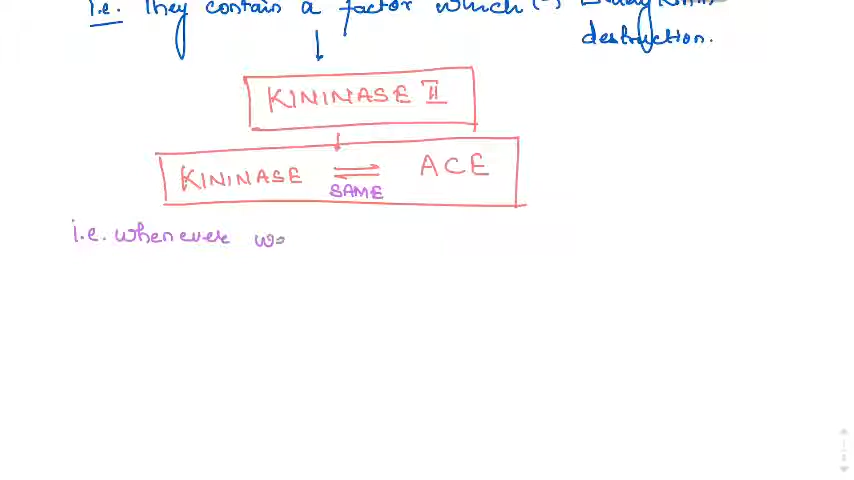 i.e. They contain a factor which (-)
destruction.
KININASE II
KININASE ⇌ ACE
SAME
i.e. whenever